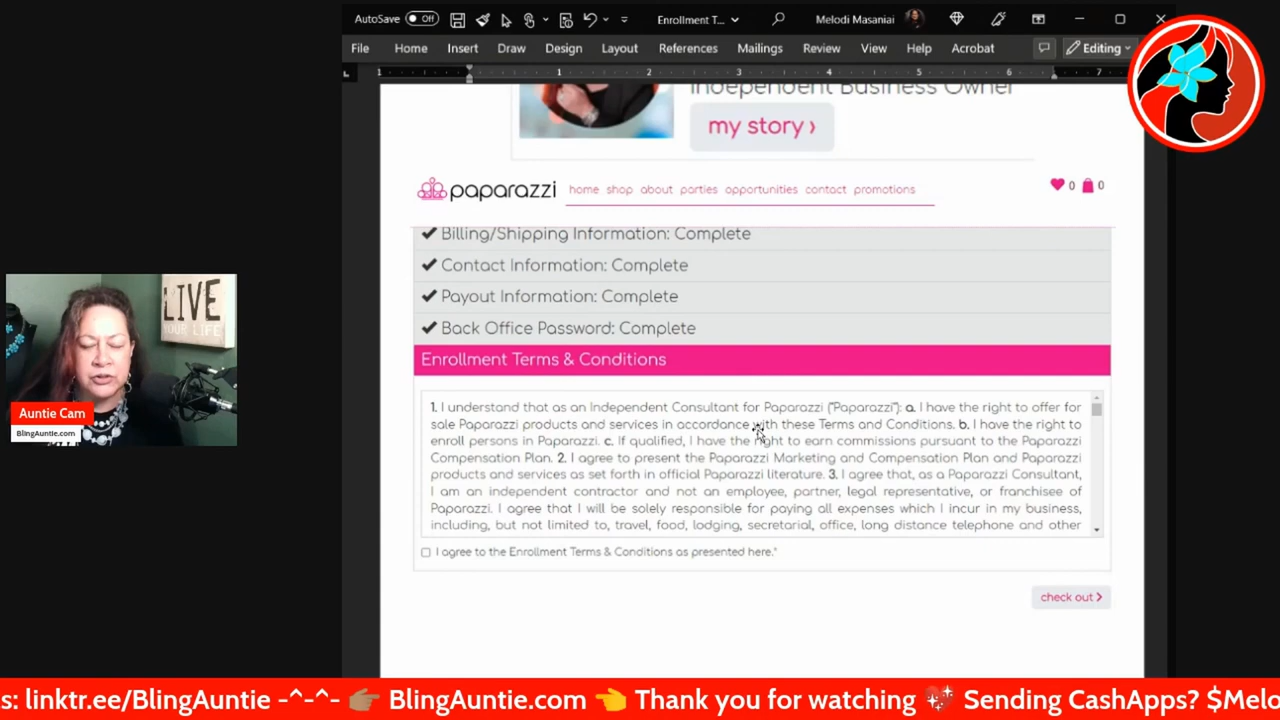 AutoSave Off Enrollment T... Melodi Masaniai
File Home Insert Draw Design Layout References Mailings Review View Help Acrobat Editing
1 1 2 3 4 5 6 7
Independent Business Owner
my story ›
paparazzi home shop about parties opportunities contact promotions 0 0
✔ Billing/Shipping Information: Complete
✔ Contact Information: Complete
✔ Payout Information: Complete
✔ Back Office Password: Complete
Enrollment Terms & Conditions
1. I understand that as an Independent Consultant for Paparazzi ("Paparazzi"): a. I have the right to offer for
sale Paparazzi products and services in accordance with these Terms and Conditions. b. I have the right to
enroll persons in Paparazzi. c. If qualified, I have the right to earn commissions pursuant to the Paparazzi
Compensation Plan. 2. I agree to present the Paparazzi Marketing and Compensation Plan and Paparazzi
products and services as set forth in official Paparazzi literature. 3. I agree that, as a Paparazzi Consultant,
I am an independent contractor and not an employee, partner, legal representative, or franchisee of
Paparazzi. I agree that I will be solely responsible for paying all expenses which I incur in my business,
including, but not limited to, travel, food, lodging, secretarial, office, long distance telephone and other
I agree to the Enrollment Terms & Conditions as presented here.*
check out ›
LIVE
YOUR LIFE
Auntie Cam
BlingAuntie.com
s: linktr.ee/BlingAuntie -^-^- 👉🏽 BlingAuntie.com 👈 Thank you for watching 💖 Sending CashApps? $Melo